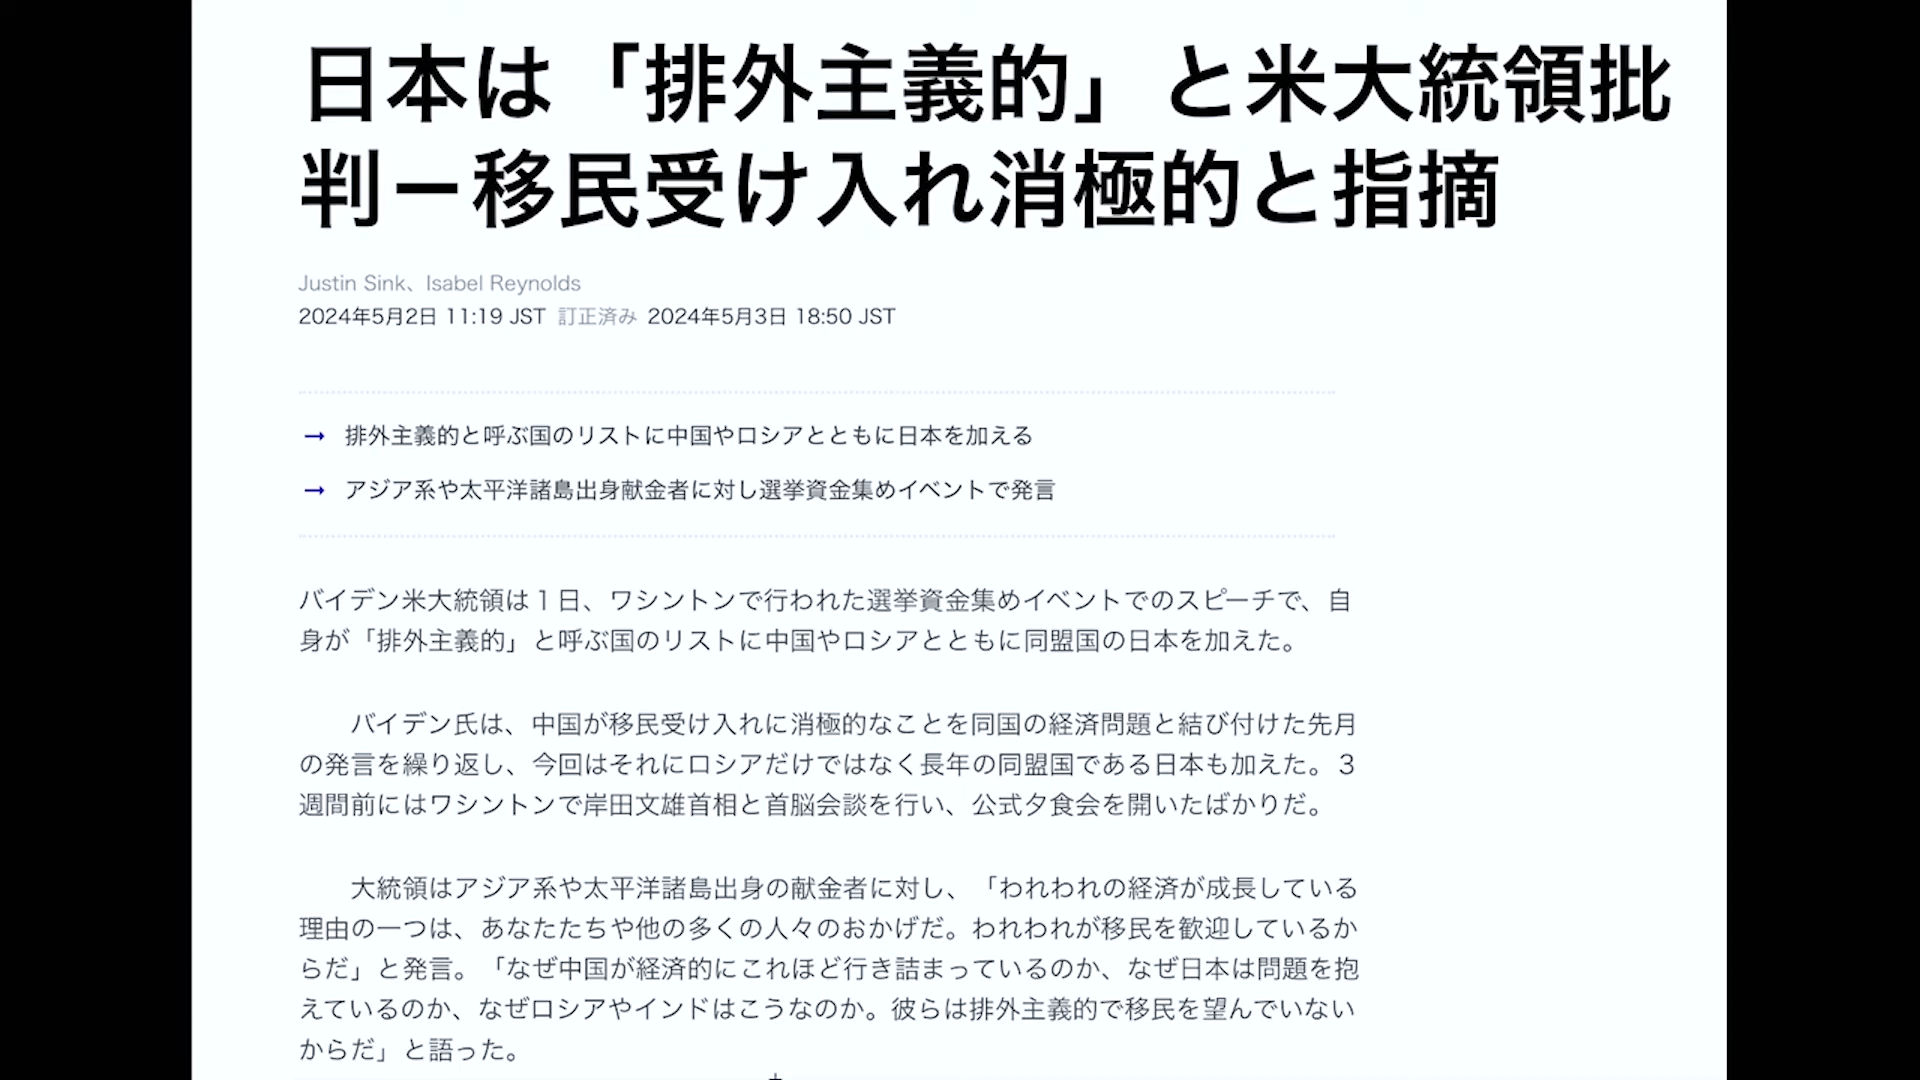 日本は「排外主義的」と米大統領批
判－移民受け入れ消極的と指摘
Justin Sink、Isabel Reynolds
2024年5月2日 11:19 JST 訂正済み 2024年5月3日 18:50 JST
→ 排外主義的と呼ぶ国のリストに中国やロシアとともに日本を加える
→ アジア系や太平洋諸島出身献金者に対し選挙資金集めイベントで発言
バイデン米大統領は１日、ワシントンで行われた選挙資金集めイベントでのスピーチで、自
身が「排外主義的」と呼ぶ国のリストに中国やロシアとともに同盟国の日本を加えた。
バイデン氏は、中国が移民受け入れに消極的なことを同国の経済問題と結び付けた先月
の発言を繰り返し、今回はそれにロシアだけではなく長年の同盟国である日本も加えた。３
週間前にはワシントンで岸田文雄首相と首脳会談を行い、公式夕食会を開いたばかりだ。
大統領はアジア系や太平洋諸島出身の献金者に対し、「われわれの経済が成長している
理由の一つは、あなたたちや他の多くの人々のおかげだ。われわれが移民を歓迎しているか
らだ」と発言。「なぜ中国が経済的にこれほど行き詰まっているのか、なぜ日本は問題を抱
えているのか、なぜロシアやインドはこうなのか。彼らは排外主義的で移民を望んでいない
からだ」と語った。